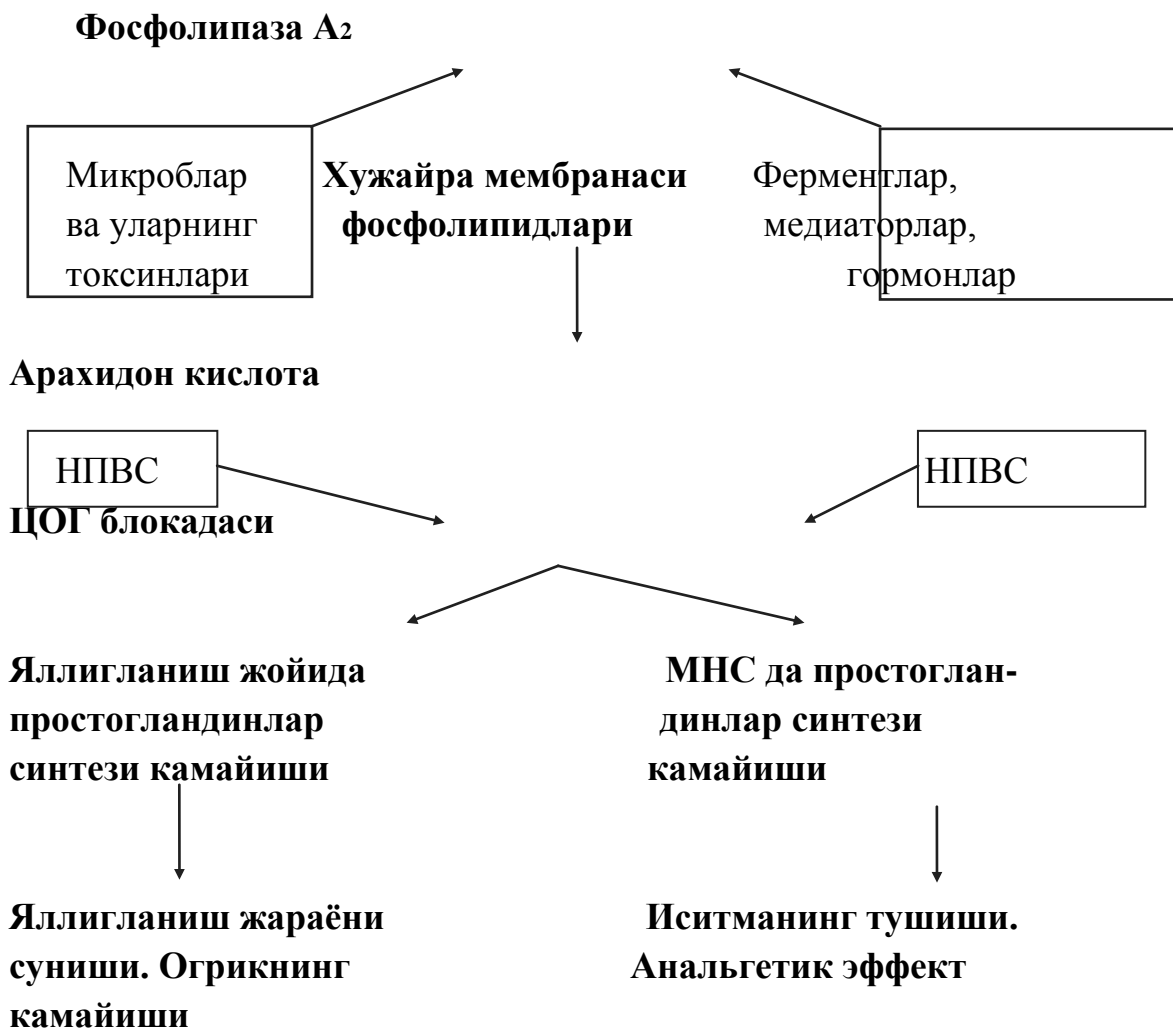 Фосфолипаза А2
Микроблар
ва уларнинг
токсинлари
Хужайра мембранаси
фосфолипидлари
Ферментлар,
медиаторлар,
гормонлар
Арахидон кислота
НПВС
НПВС
ЦОГ блокадаси
Яллигланиш жойида
простогландинлар
синтези камайиши
МНС да простоглан-
динлар синтези
камайиши
Яллигланиш жараёни
суниши. Огрикнинг
камайиши
Иситманинг тушиши.
Анальгетик эффект